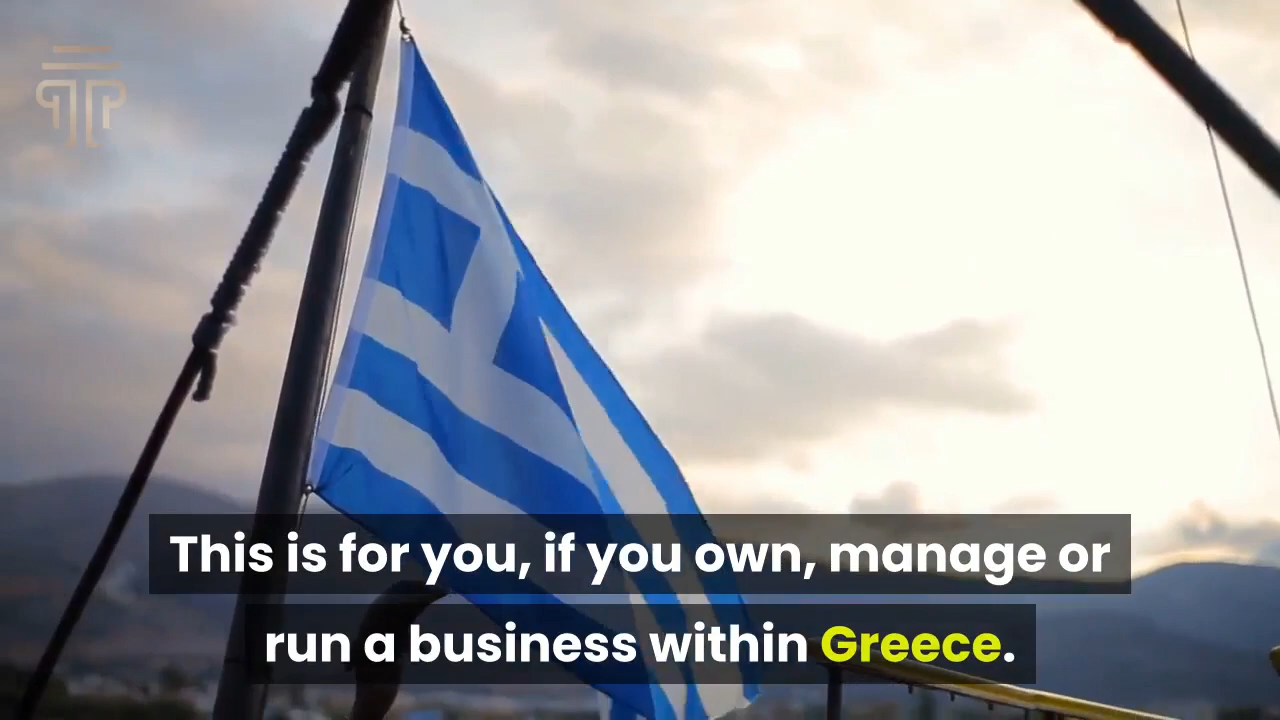 This is for you, if you own, manage or
run a business within Greece.